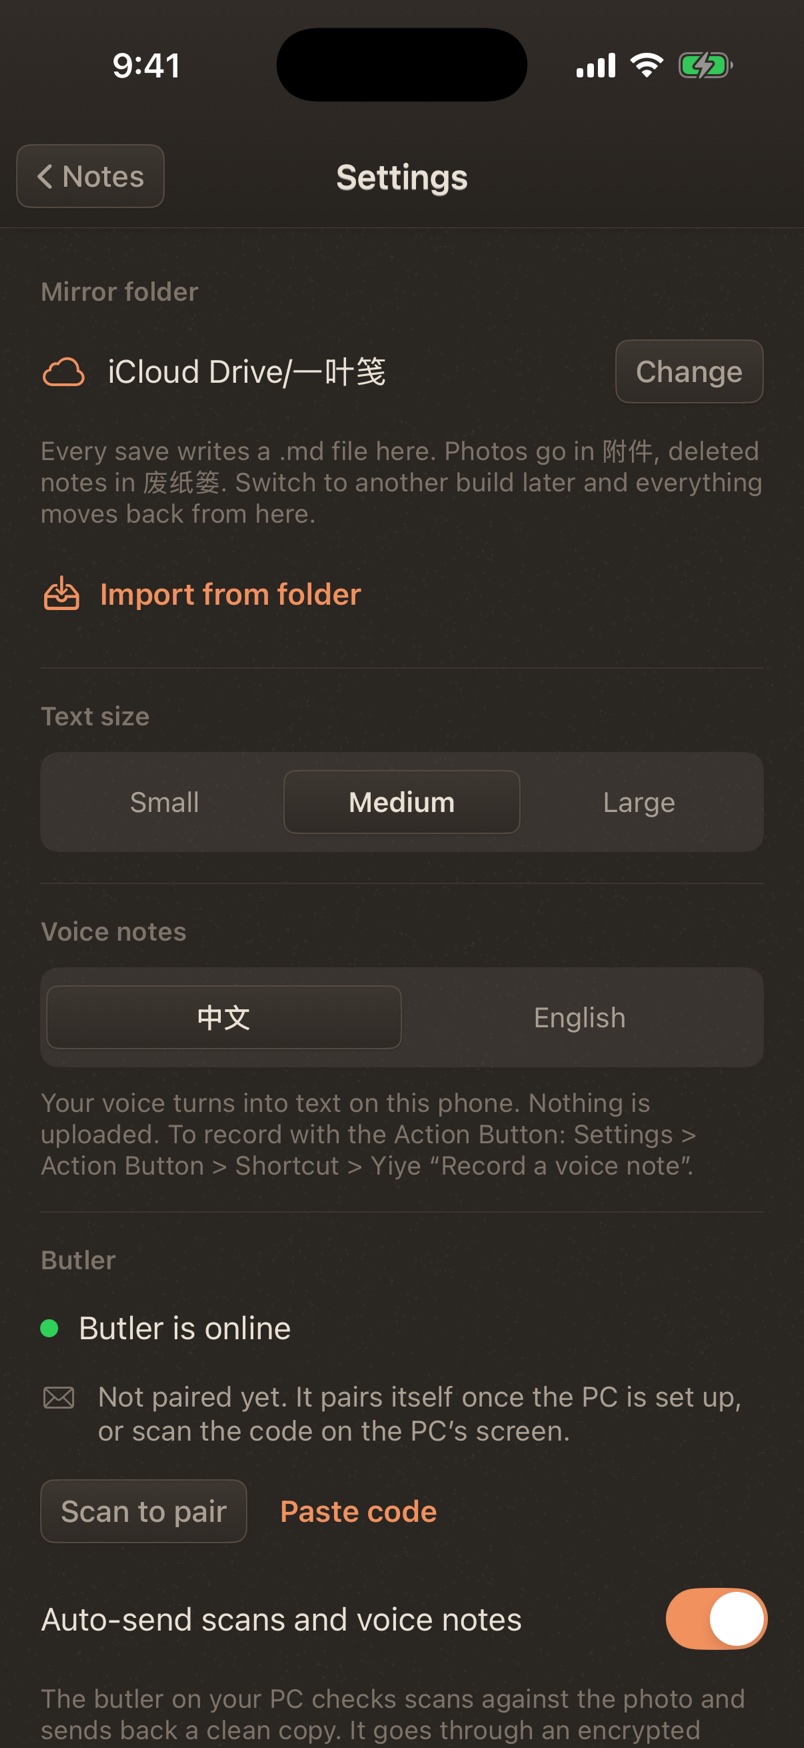 9:41
Notes
Settings
Mirror folder
iCloud Drive/一叶笺
Change
Every save writes a .md file here. Photos go in 附件, deleted
notes in 废纸篓. Switch to another build later and everything
moves back from here.
Import from folder
Text size
Small Medium Large
Voice notes
中文 English
Your voice turns into text on this phone. Nothing is
uploaded. To record with the Action Button: Settings >
Action Button > Shortcut > Yiye “Record a voice note”.
Butler
Butler is online
Not paired yet. It pairs itself once the PC is set up,
or scan the code on the PC’s screen.
Scan to pair Paste code
Auto-send scans and voice notes
The butler on your PC checks scans against the photo and
sends back a clean copy. It goes through an encrypted